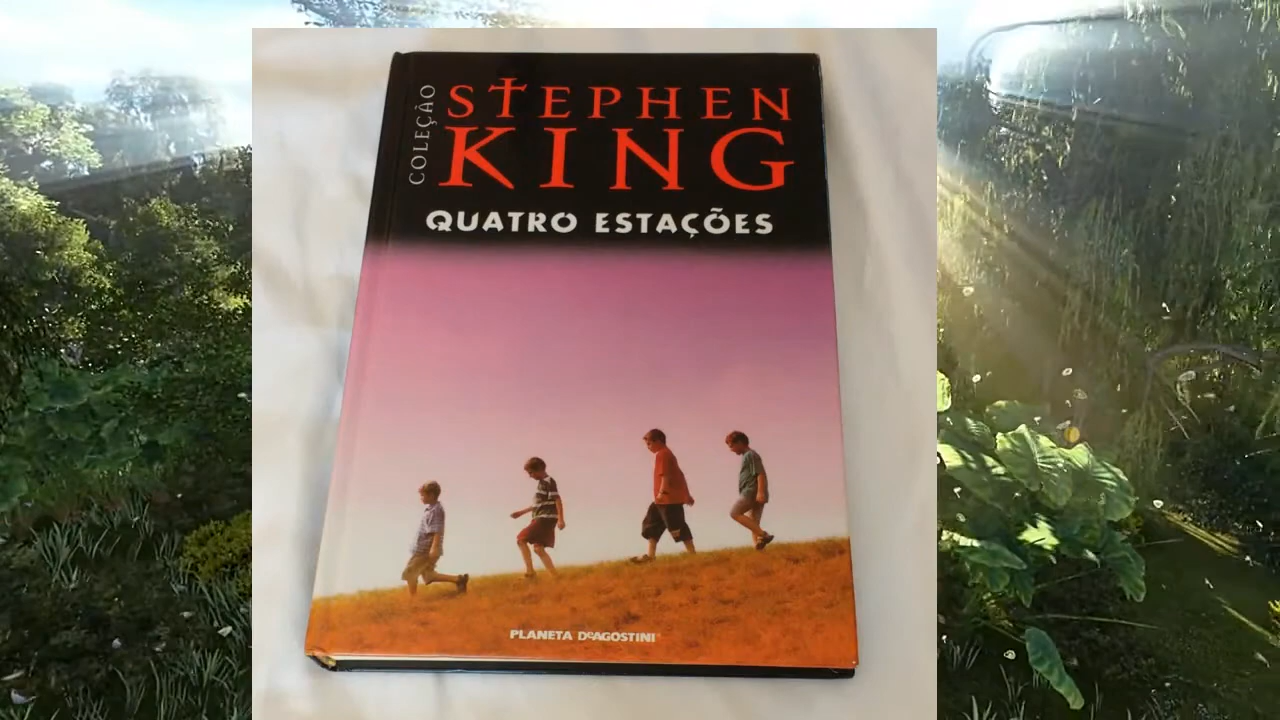 COLEÇÃO
STEPHEN
KING
QUATRO ESTAÇÕES
PLANETA DEAGOSTINI